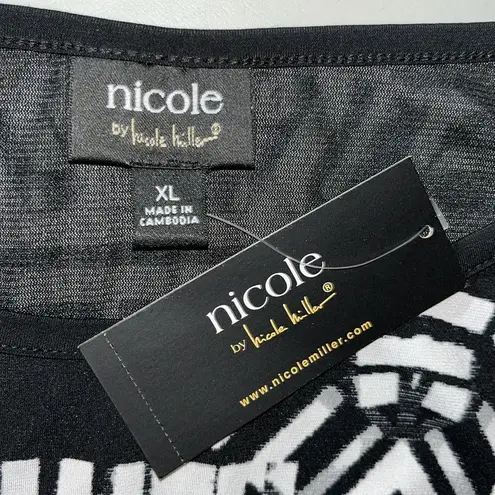 nicole
by nicole miller®
XL
MADE IN
CAMBODIA
nicole
by nicole miller®
www.nicolemiller.com